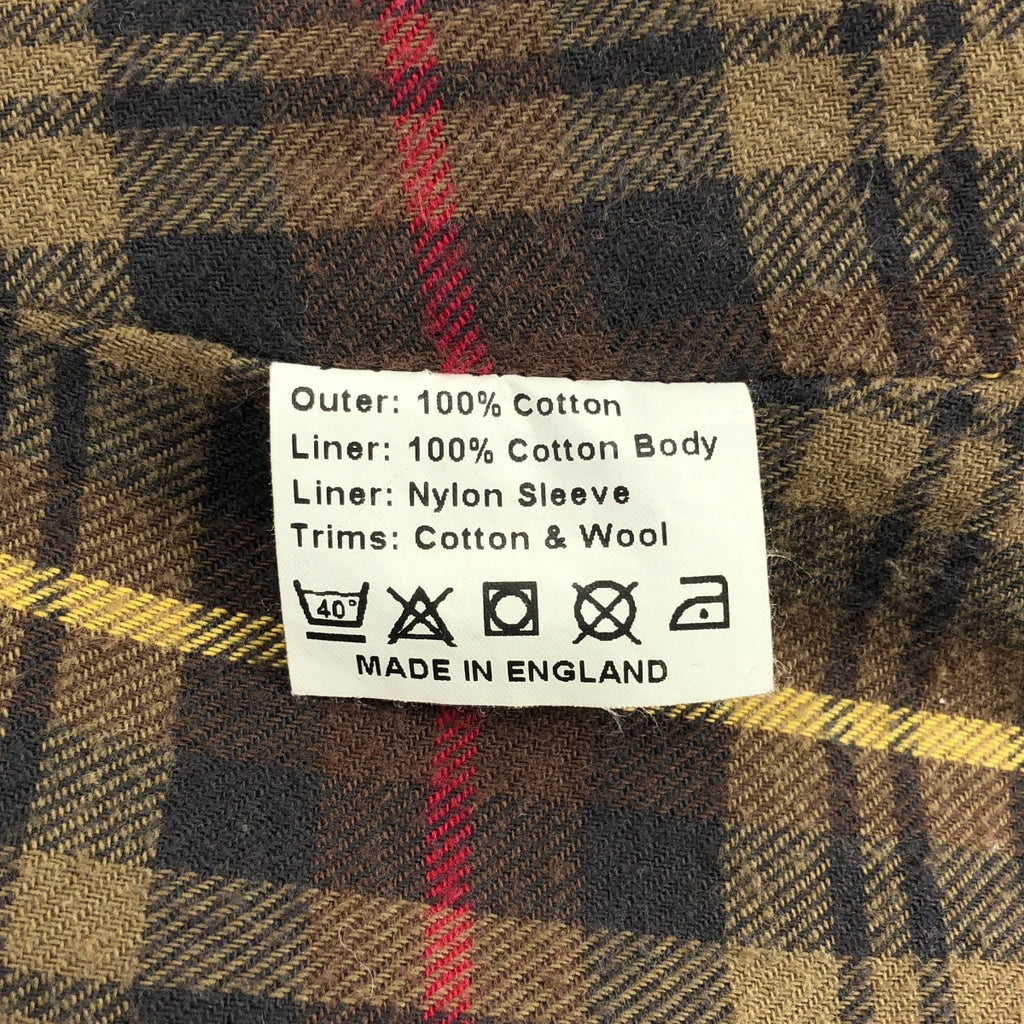 Outer: 100% Cotton
Liner: 100% Cotton Body
Liner: Nylon Sleeve
Trims: Cotton & Wool
40°
MADE IN ENGLAND